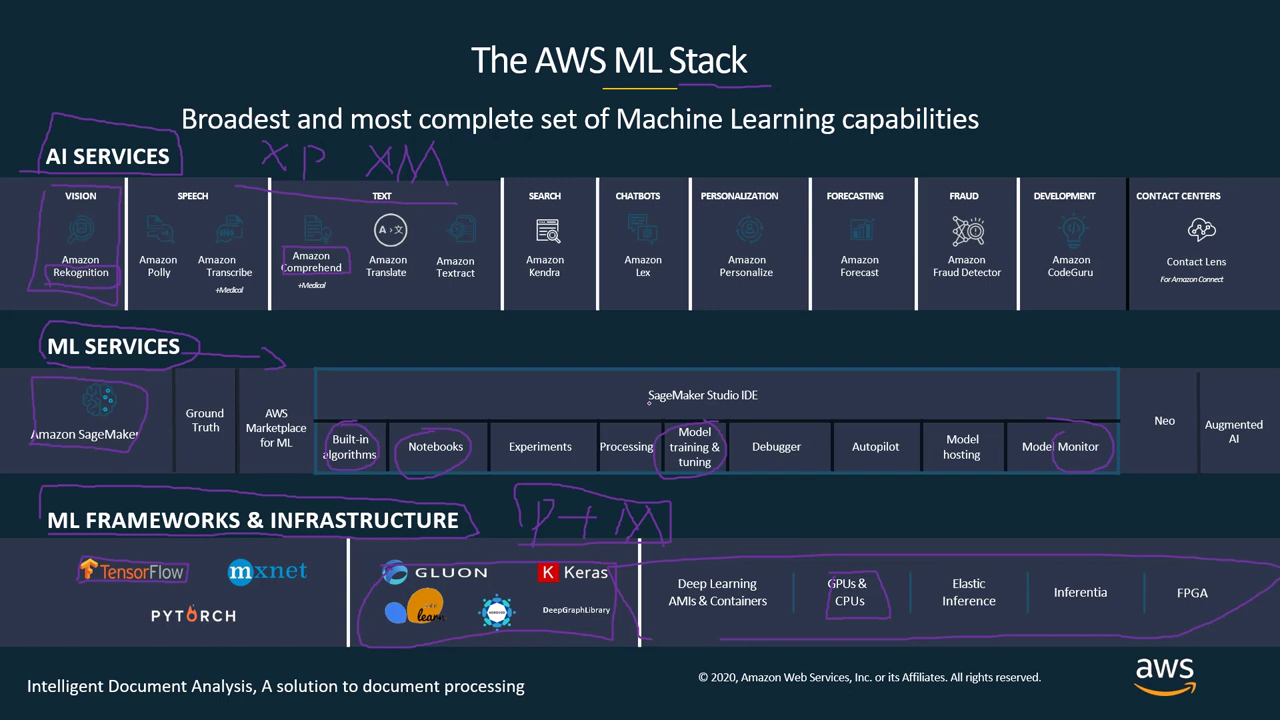 The AWS ML Stack
Broadest and most complete set of Machine Learning capabilities
AI SERVICES
X P X M
VISION
SPEECH
TEXT
SEARCH
CHATBOTS
PERSONALIZATION
FORECASTING
FRAUD
DEVELOPMENT
CONTACT CENTERS
Amazon
Rekognition
Amazon
Polly
Amazon
Transcribe
+Medical
Amazon
Comprehend
+Medical
Amazon
Translate
Amazon
Textract
Amazon
Kendra
Amazon
Lex
Amazon
Personalize
Amazon
Forecast
Amazon
Fraud Detector
Amazon
CodeGuru
Contact Lens
For Amazon Connect
ML SERVICES
Amazon SageMaker
Ground
Truth
AWS
Marketplace
for ML
SageMaker Studio IDE
Built-in
algorithms
Notebooks
Experiments
Processing
Model
training &
tuning
Debugger
Autopilot
Model
hosting
Model Monitor
Neo
Augmented
AI
ML FRAMEWORKS & INFRASTRUCTURE
P + M
TensorFlow
mxnet
PYTORCH
GLUON
K Keras
learn
DeepGraphLibrary
Deep Learning
AMIs & Containers
GPUs &
CPUs
Elastic
Inference
Inferentia
FPGA
Intelligent Document Analysis, A solution to document processing
© 2020, Amazon Web Services, Inc. or its Affiliates. All rights reserved.
aws